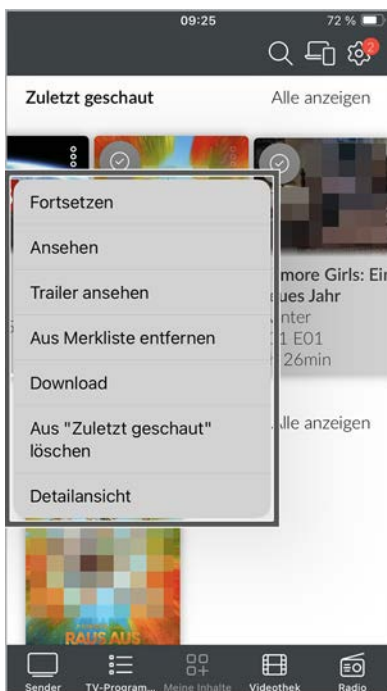 09:25 72 %
2
Zuletzt geschaut Alle anzeigen
Fortsetzen
Ansehen
Trailer ansehen
Aus Merkliste entfernen
Download
Aus "Zuletzt geschaut"
löschen
Detailansicht
more Girls: Ein
ues Jahr
nter
1 E01
26min
lle anzeigen
RAUS AUS
Sender TV-Program... Meine Inhalte Videothek Radio